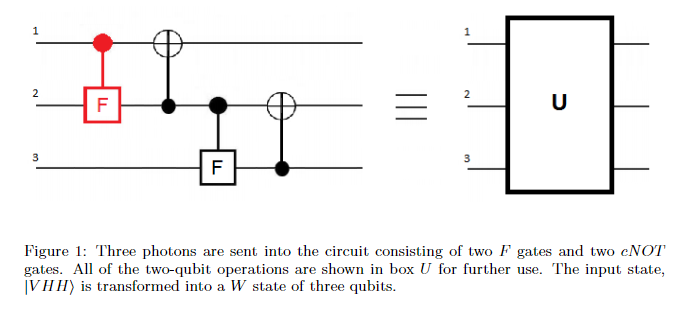 1
2
3
F
F
1
2
3
U
Figure 1: Three photons are sent into the circuit consisting of two F gates and two cNOT
gates. All of the two-qubit operations are shown in box U for further use. The input state,
|VHH⟩ is transformed into a W state of three qubits.